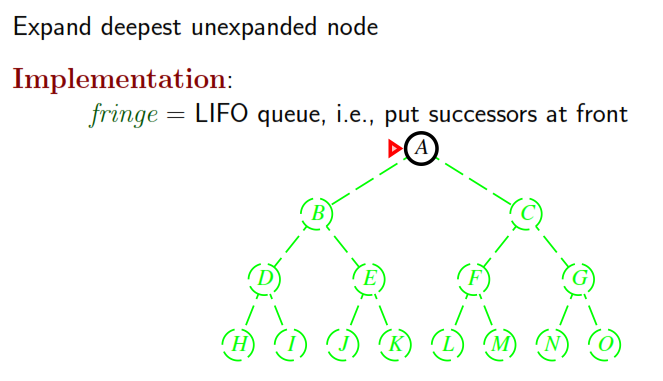 Expand deepest unexpanded node
Implementation:
fringe = LIFO queue, i.e., put successors at front
A
B C
D E F G
H I J K L M N O